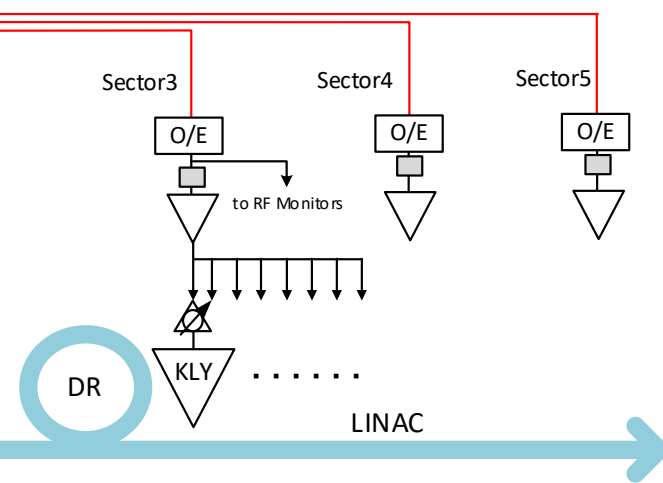 Sector3
Sector4
Sector5
O/E
O/E
O/E
to RF Monitors
KLY
......
DR
LINAC